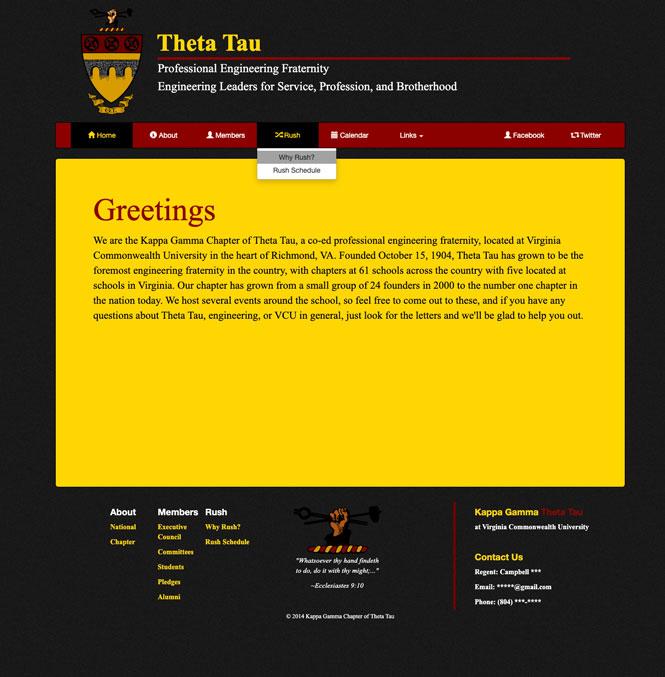 Theta Tau
Professional Engineering Fraternity
Engineering Leaders for Service, Profession, and Brotherhood
Home About Members Rush Calendar Links Facebook Twitter
Why Rush?
Rush Schedule
Greetings
We are the Kappa Gamma Chapter of Theta Tau, a co-ed professional engineering fraternity, located at Virginia
Commonwealth University in the heart of Richmond, VA. Founded October 15, 1904, Theta Tau has grown to be the
foremost engineering fraternity in the country, with chapters at 61 schools across the country with five located at
schools in Virginia. Our chapter has grown from a small group of 24 founders in 2000 to the number one chapter in
the nation today. We host several events around the school, so feel free to come out to these, and if you have any
questions about Theta Tau, engineering, or VCU in general, just look for the letters and we'll be glad to help you out.
About
National
Chapter
Members
Executive
Council
Committees
Students
Pledges
Alumni
Rush
Why Rush?
Rush Schedule
"Whatsoever thy hand findeth
to do, do it with thy might;..."
~Ecclesiastes 9:10
Kappa Gamma Theta Tau
at Virginia Commonwealth University
Contact Us
Regent: Campbell ***
Email: *****@gmail.com
Phone: (804) ***-****
© 2014 Kappa Gamma Chapter of Theta Tau